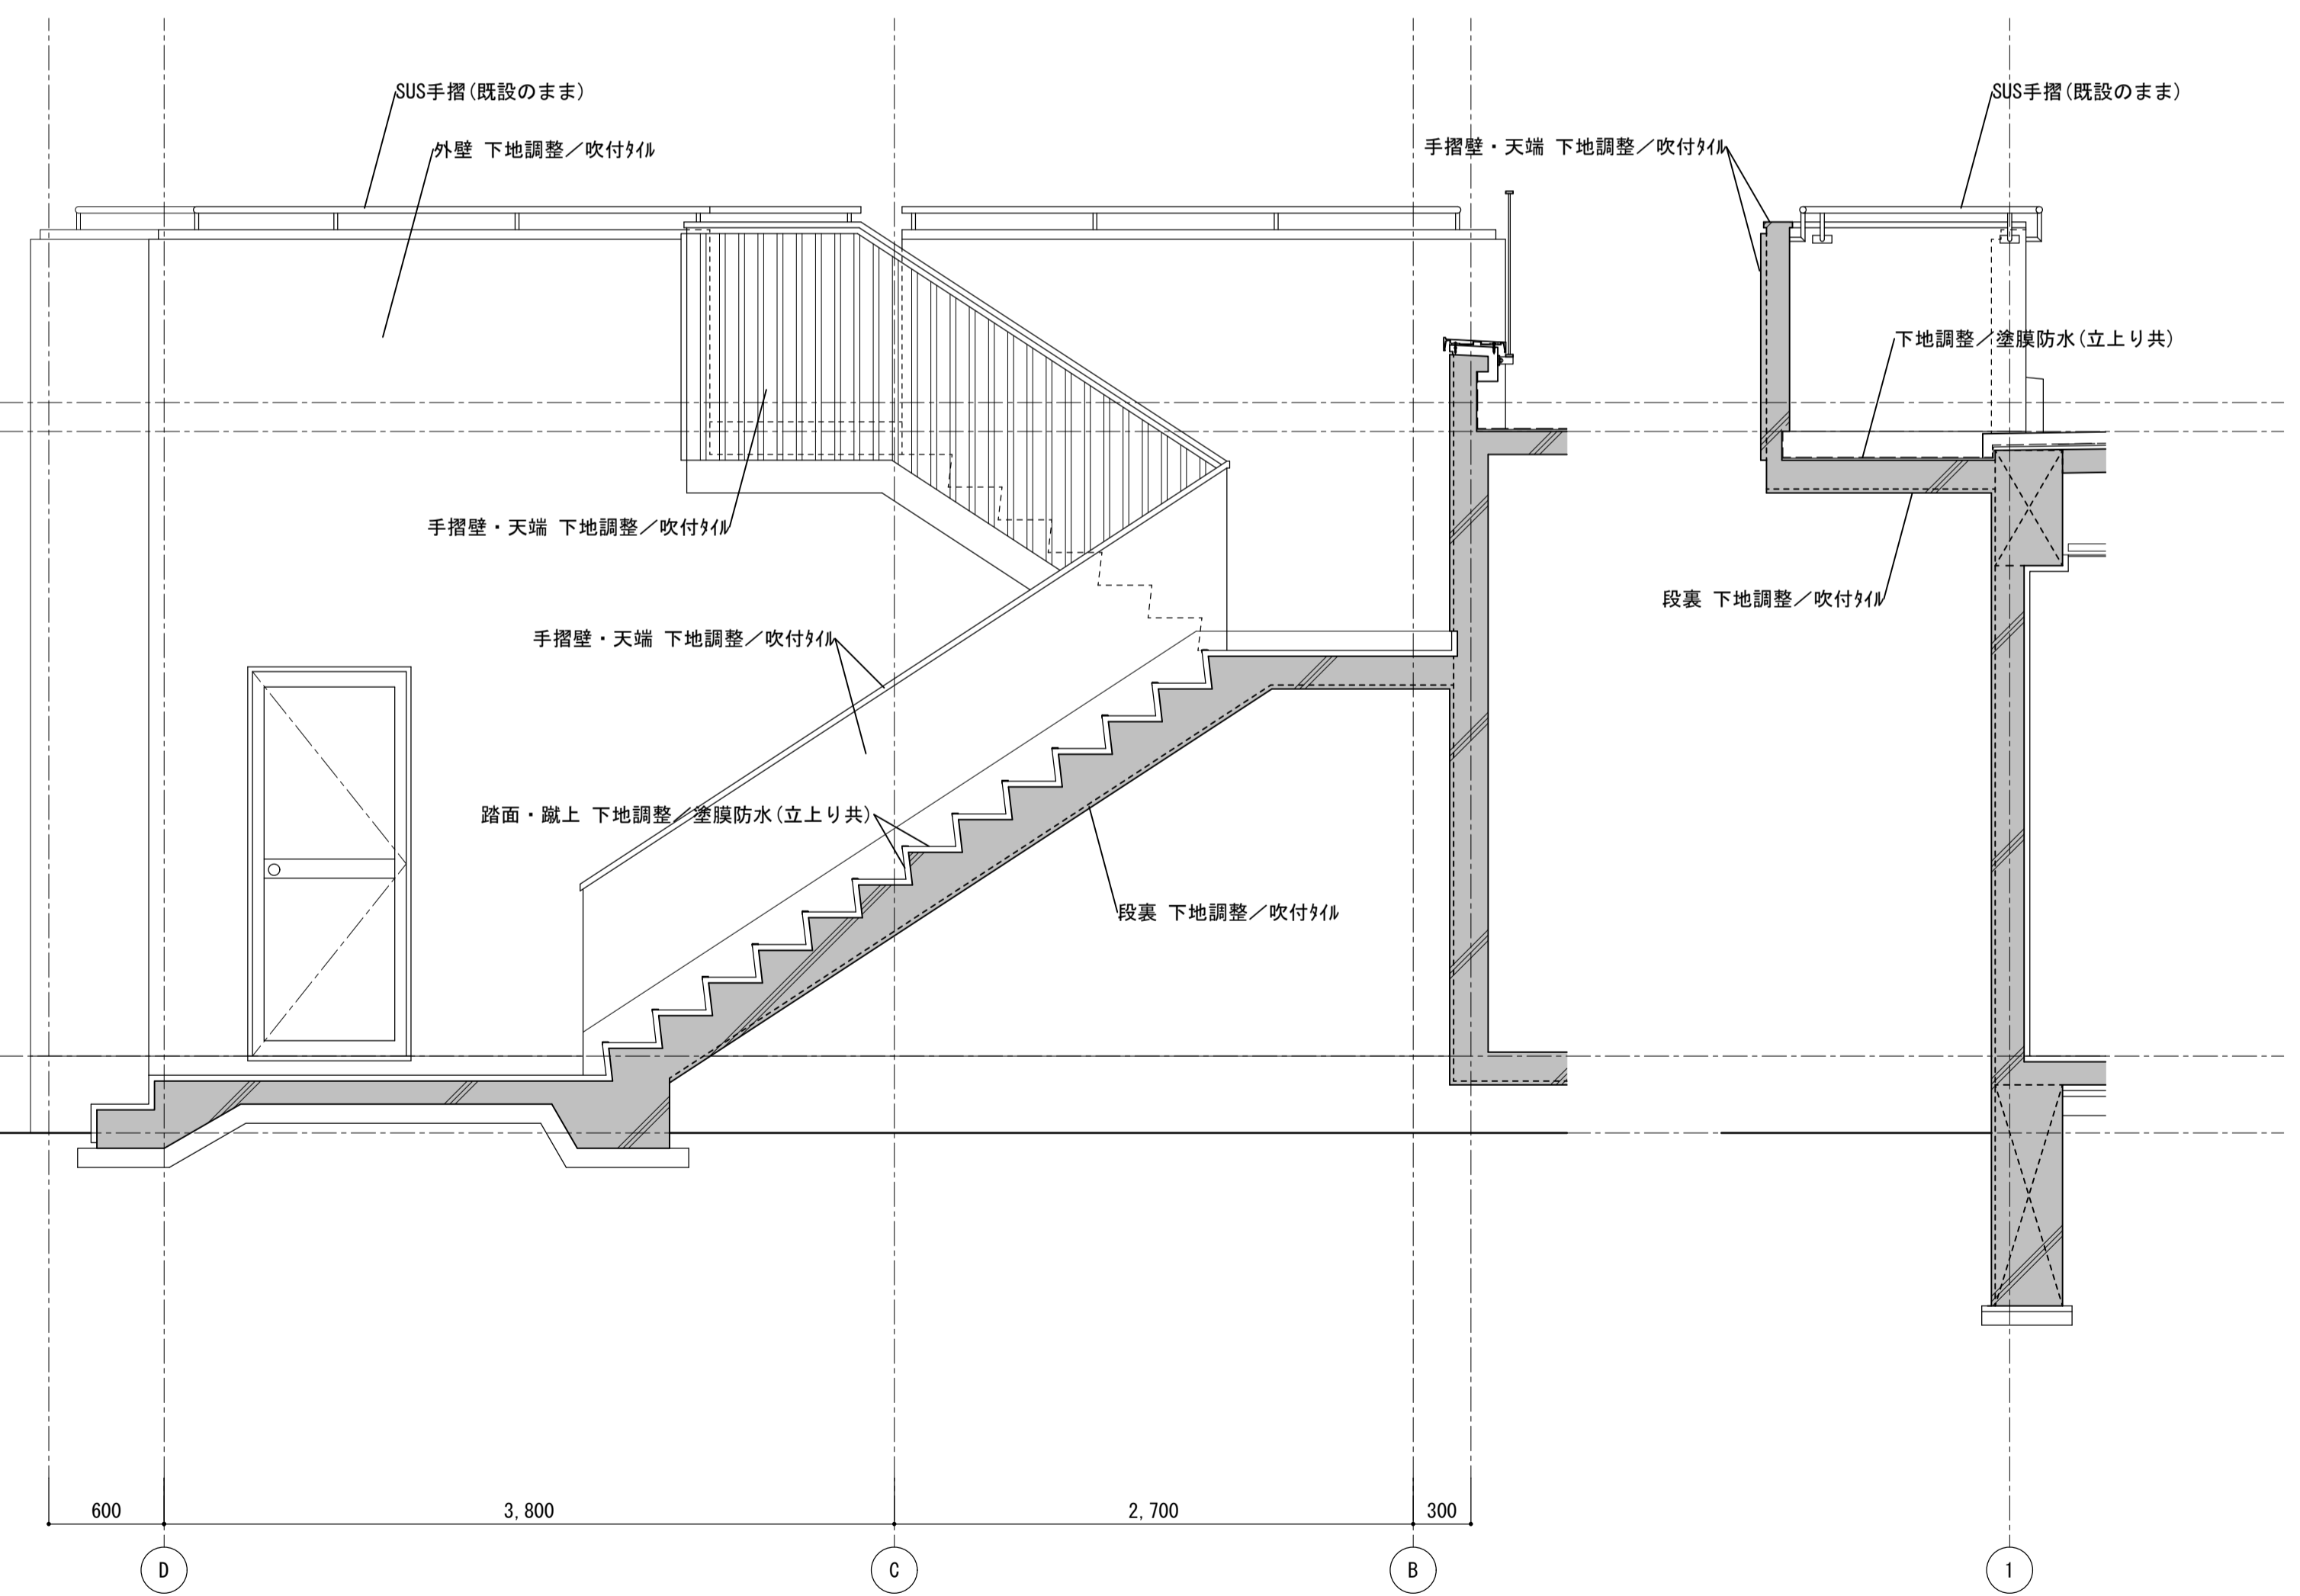 SUS手摺(既設のまま)
SUS手摺(既設のまま)
外壁 下地調整／吹付ﾀｲﾙ
手摺壁・天端 下地調整／吹付ﾀｲﾙ
下地調整／塗膜防水(立上り共)
手摺壁・天端 下地調整／吹付ﾀｲﾙ
段裏 下地調整／吹付ﾀｲﾙ
手摺壁・天端 下地調整／吹付ﾀｲﾙ
踏面・蹴上 下地調整／塗膜防水(立上り共)
段裏 下地調整／吹付ﾀｲﾙ
600
3,800
2,700
300
D
C
B
1